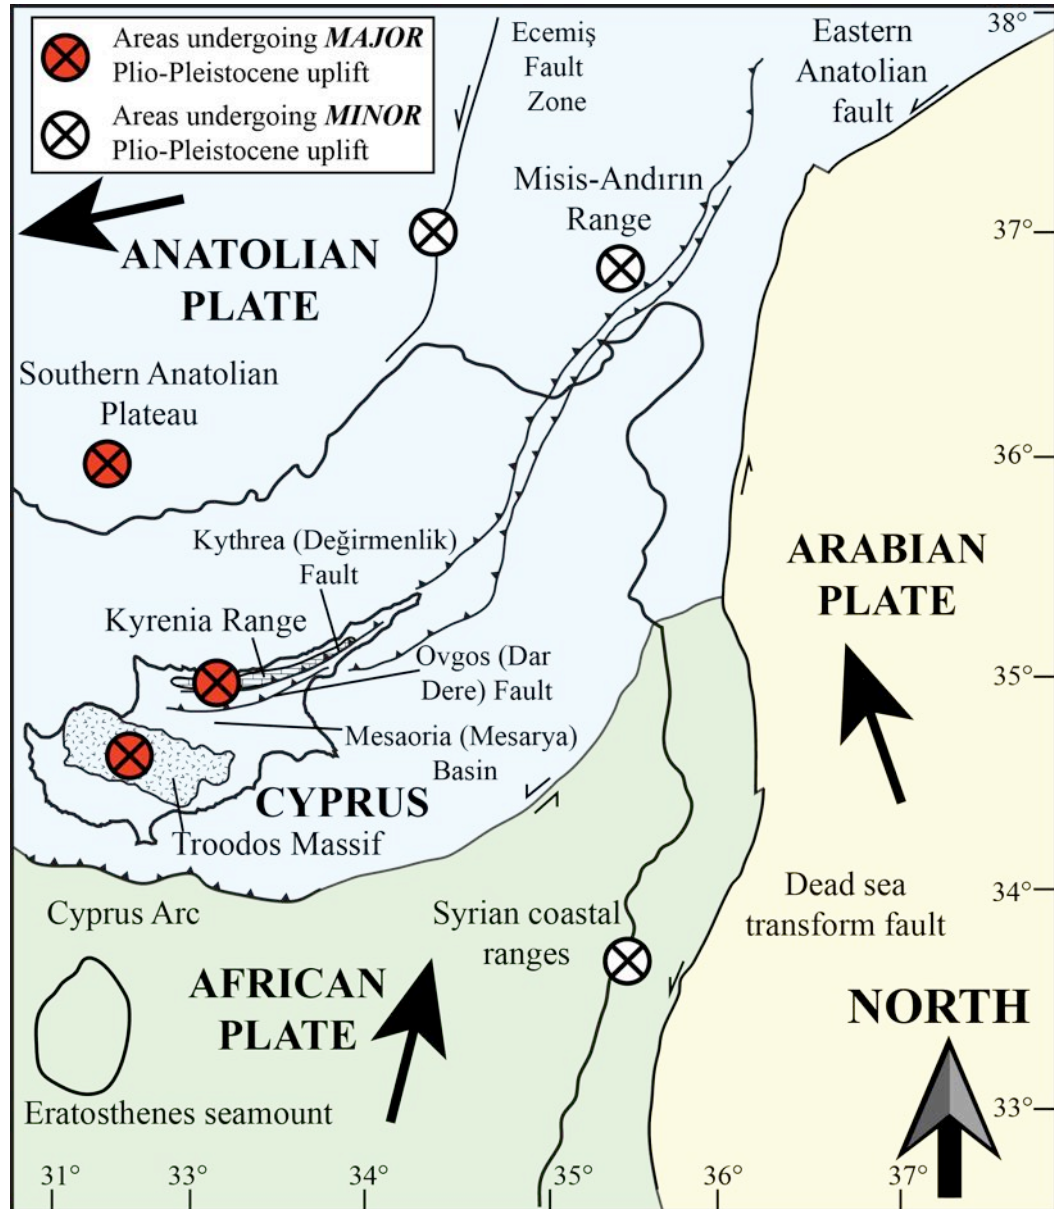 Areas undergoing MAJOR
Plio-Pleistocene uplift
Areas undergoing MINOR
Plio-Pleistocene uplift
Ecemiş
Fault
Zone
Eastern
Anatolian
fault
38°
Misis-Andırın
Range
37°
ANATOLIAN
PLATE
Southern Anatolian
Plateau
36°
Kythrea (Değirmenlik)
Fault
ARABIAN
PLATE
Kyrenia Range
Ovgos (Dar
Dere) Fault
35°
Mesaoria (Mesarya)
Basin
CYPRUS
Troodos Massif
Cyprus Arc
Syrian coastal
ranges
Dead sea
transform fault
34°
AFRICAN
PLATE
NORTH
Eratosthenes seamount
33°
31°
33°
34°
35°
36°
37°